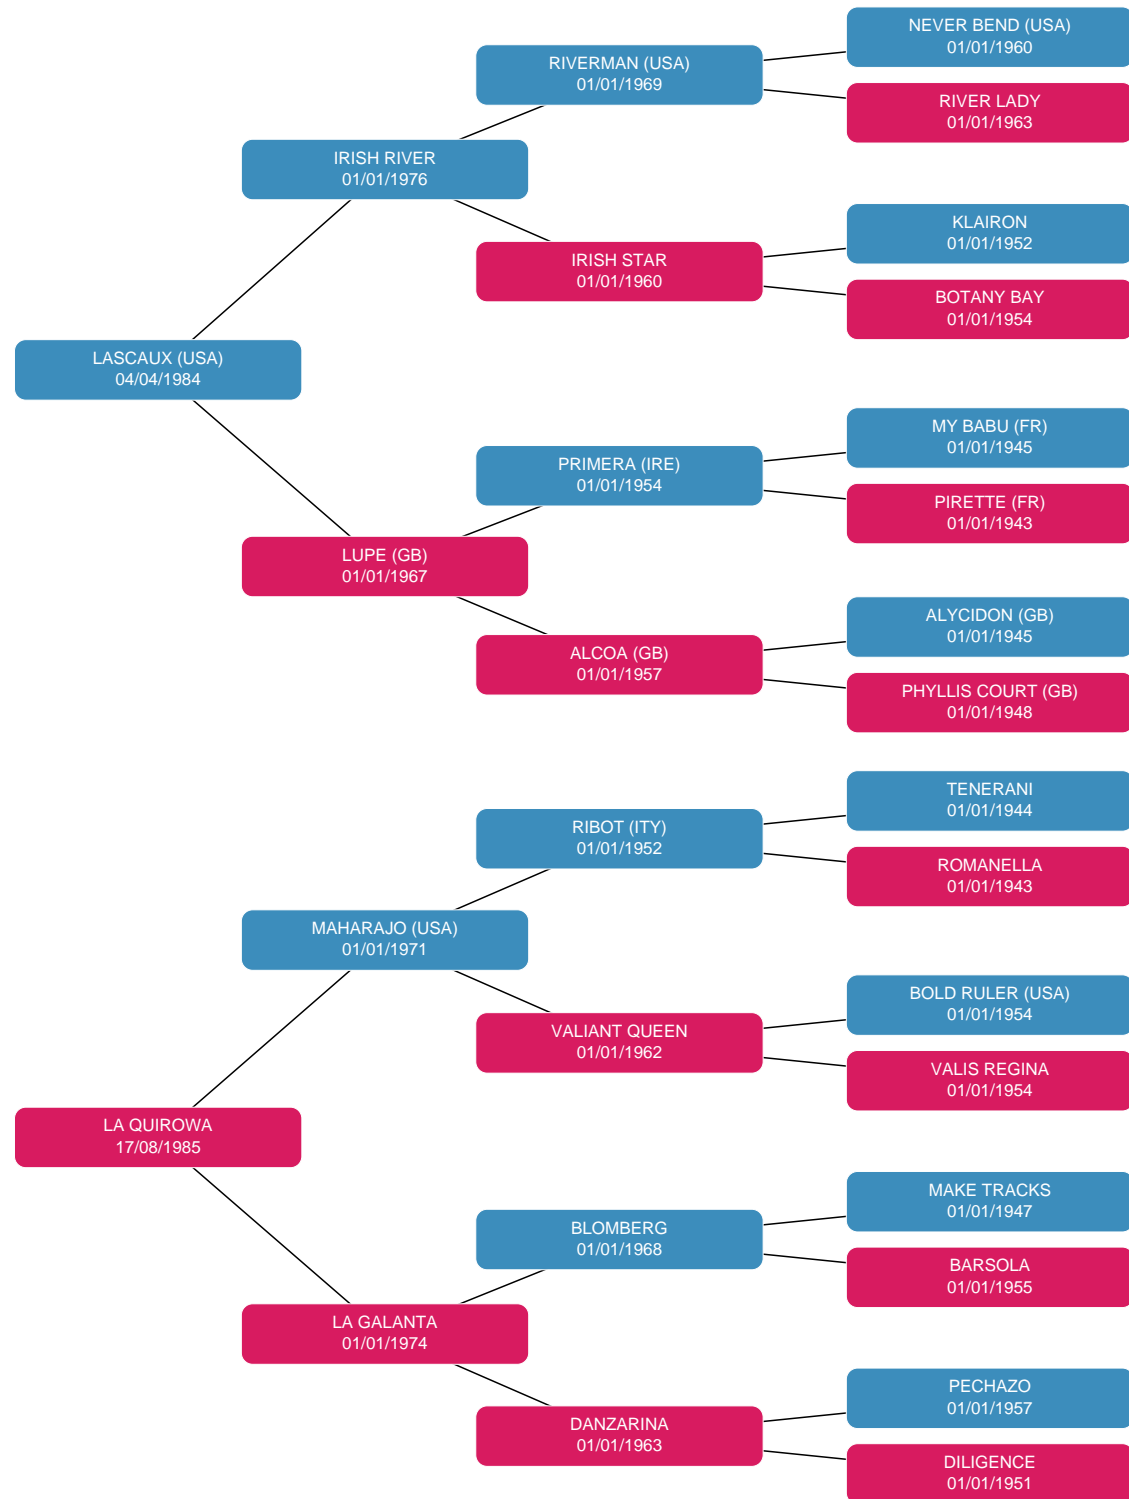 NEVER BEND (USA)
01/01/1960
RIVERMAN (USA)
01/01/1969
RIVER LADY
01/01/1963
IRISH RIVER
01/01/1976
KLAIRON
01/01/1952
IRISH STAR
01/01/1960
BOTANY BAY
01/01/1954
LASCAUX (USA)
04/04/1984
MY BABU (FR)
01/01/1945
PRIMERA (IRE)
01/01/1954
PIRETTE (FR)
01/01/1943
LUPE (GB)
01/01/1967
ALYCIDON (GB)
01/01/1945
ALCOA (GB)
01/01/1957
PHYLLIS COURT (GB)
01/01/1948
TENERANI
01/01/1944
RIBOT (ITY)
01/01/1952
ROMANELLA
01/01/1943
MAHARAJO (USA)
01/01/1971
BOLD RULER (USA)
01/01/1954
VALIANT QUEEN
01/01/1962
VALIS REGINA
01/01/1954
LA QUIROWA
17/08/1985
MAKE TRACKS
01/01/1947
BLOMBERG
01/01/1968
BARSOLA
01/01/1955
LA GALANTA
01/01/1974
PECHAZO
01/01/1957
DANZARINA
01/01/1963
DILIGENCE
01/01/1951